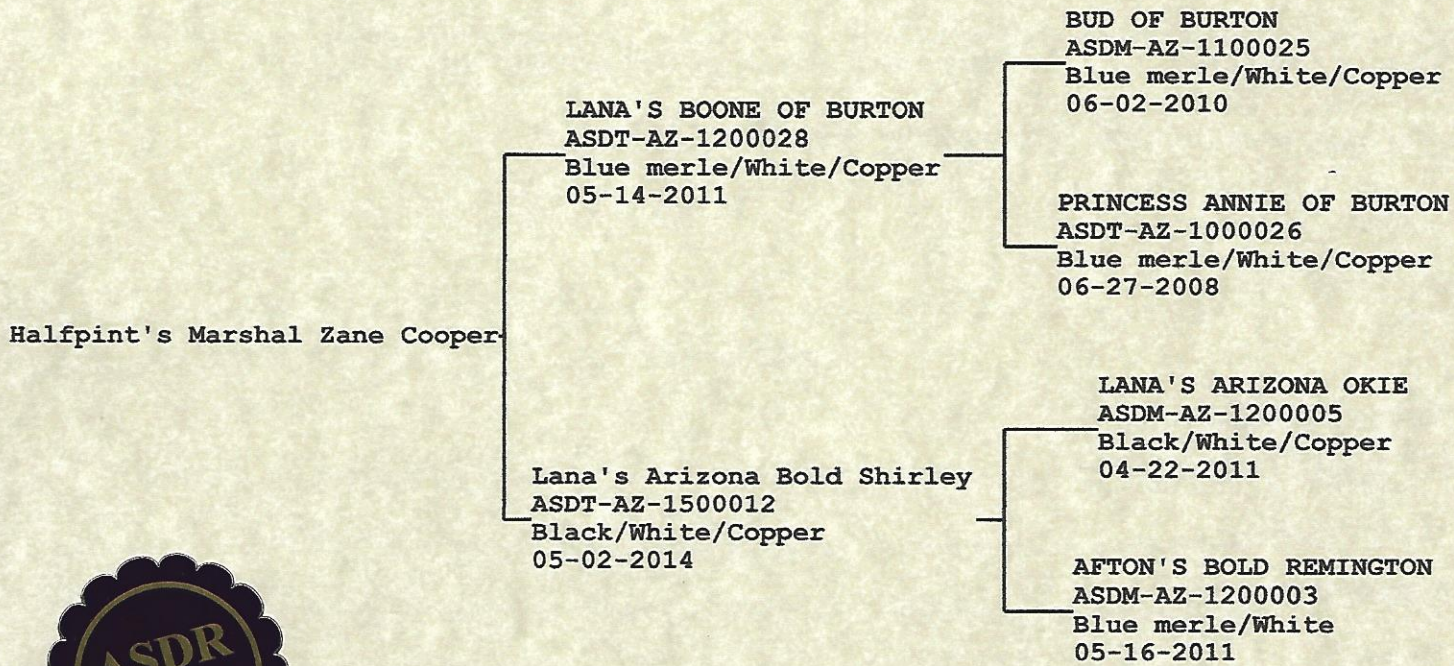 BUD OF BURTON
ASDM-AZ-1100025
Blue merle/White/Copper
06-02-2010
LANA'S BOONE OF BURTON
ASDT-AZ-1200028
Blue merle/White/Copper
05-14-2011
PRINCESS ANNIE OF BURTON
ASDT-AZ-1000026
Blue merle/White/Copper
06-27-2008
Halfpint's Marshal Zane Cooper
LANA'S ARIZONA OKIE
ASDM-AZ-1200005
Black/White/Copper
04-22-2011
Lana's Arizona Bold Shirley
ASDT-AZ-1500012
Black/White/Copper
05-02-2014
AFTON'S BOLD REMINGTON
ASDM-AZ-1200003
Blue merle/White
05-16-2011
ASDR